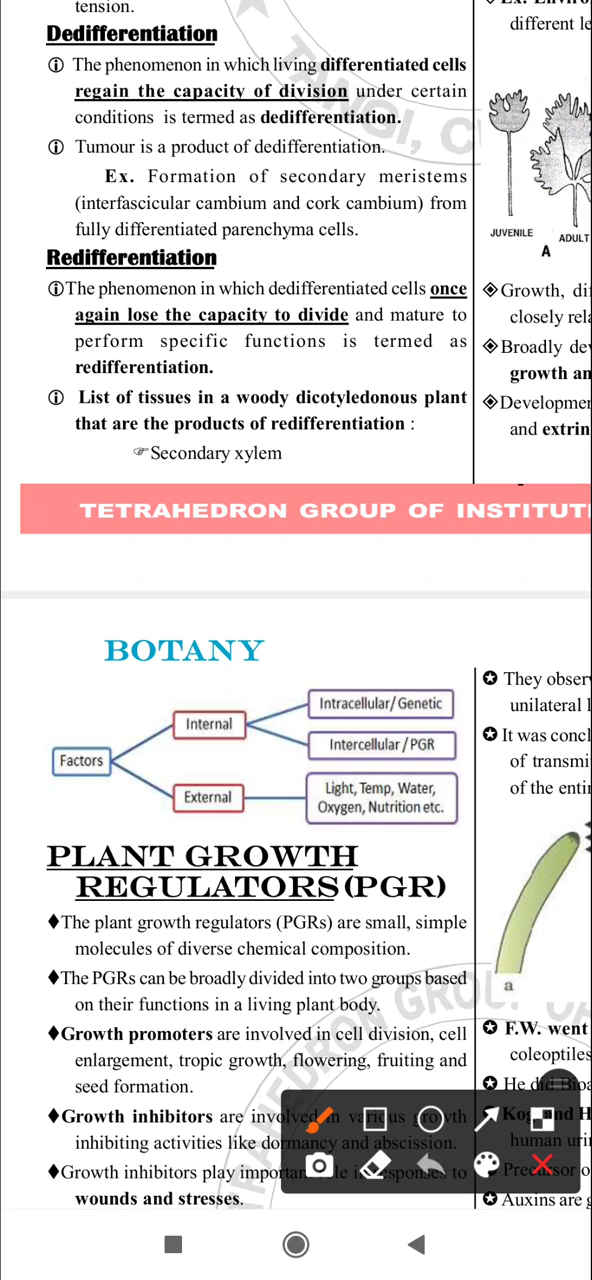 tension.
Dedifferentiation
The phenomenon in which living differentiated cells
regain the capacity of division under certain
conditions is termed as dedifferentiation.
Tumour is a product of dedifferentiation.
Ex. Formation of secondary meristems
(interfascicular cambium and cork cambium) from
fully differentiated parenchyma cells.
Redifferentiation
The phenomenon in which dedifferentiated cells once
again lose the capacity to divide and mature to
perform specific functions is termed as
redifferentiation.
List of tissues in a woody dicotyledonous plant
that are the products of redifferentiation :
Secondary xylem
different le
JUVENILE
ADULT
A
Growth, dif
closely rela
Broadly dev
growth an
Developmen
and extrin
TETRAHEDRON GROUP OF INSTITUTI
BOTANY
Factors
Internal
External
Intracellular/Genetic
Intercellular/PGR
Light, Temp, Water,
Oxygen, Nutrition etc.
PLANT GROWTH
REGULATORS (PGR)
The plant growth regulators (PGRs) are small, simple
molecules of diverse chemical composition.
The PGRs can be broadly divided into two groups based
on their functions in a living plant body.
Growth promoters are involved in cell division, cell
enlargement, tropic growth, flowering, fruiting and
seed formation.
Growth inhibitors are involved in various growth
inhibiting activities like dormancy and abscission.
Growth inhibitors play important role in responses to
wounds and stresses.
They observ
unilateral l
It was concl
of transmi
of the entir
a
F.W. went
coleoptiles
He did Bioa
Kog and H
human urin
Precursor o
Auxins are g